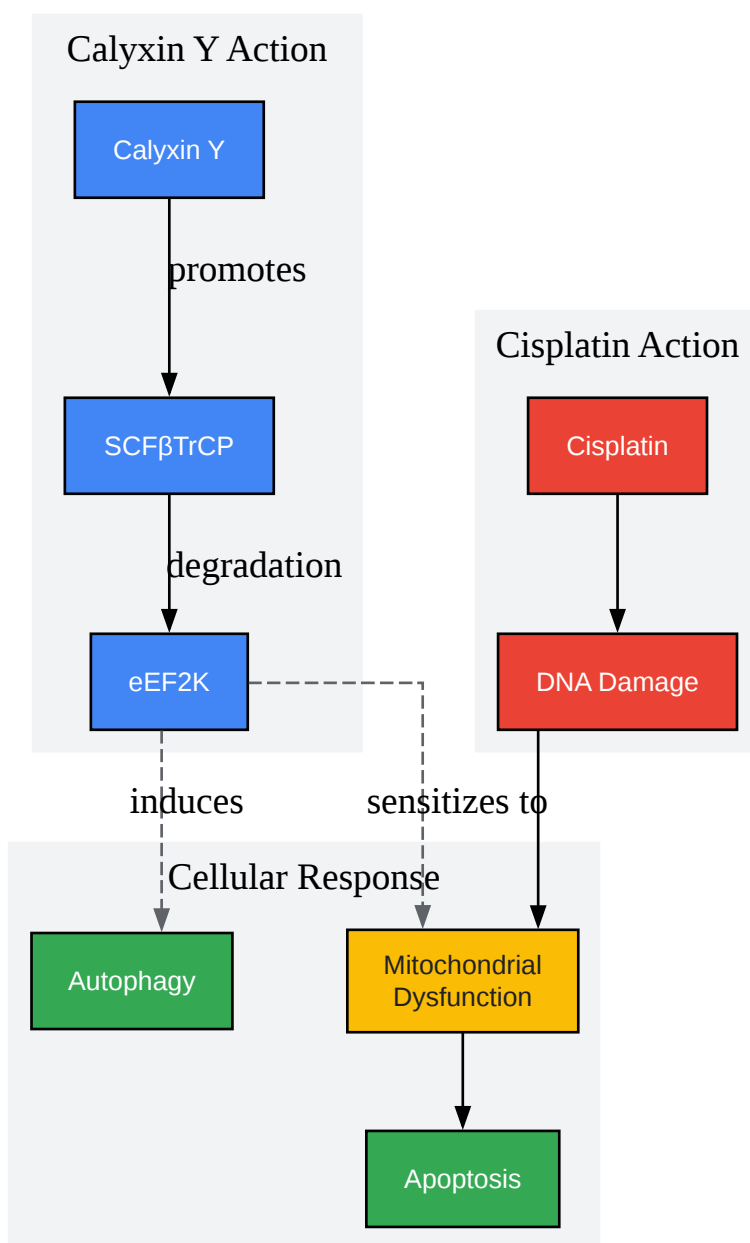 Calyxin Y Action
Calyxin Y
promotes
Cisplatin Action
SCFβTrCP
Cisplatin
degradation
eEF2K
DNA Damage
induces
sensitizes to
Cellular Response
Autophagy
Mitochondrial
Dysfunction
Apoptosis